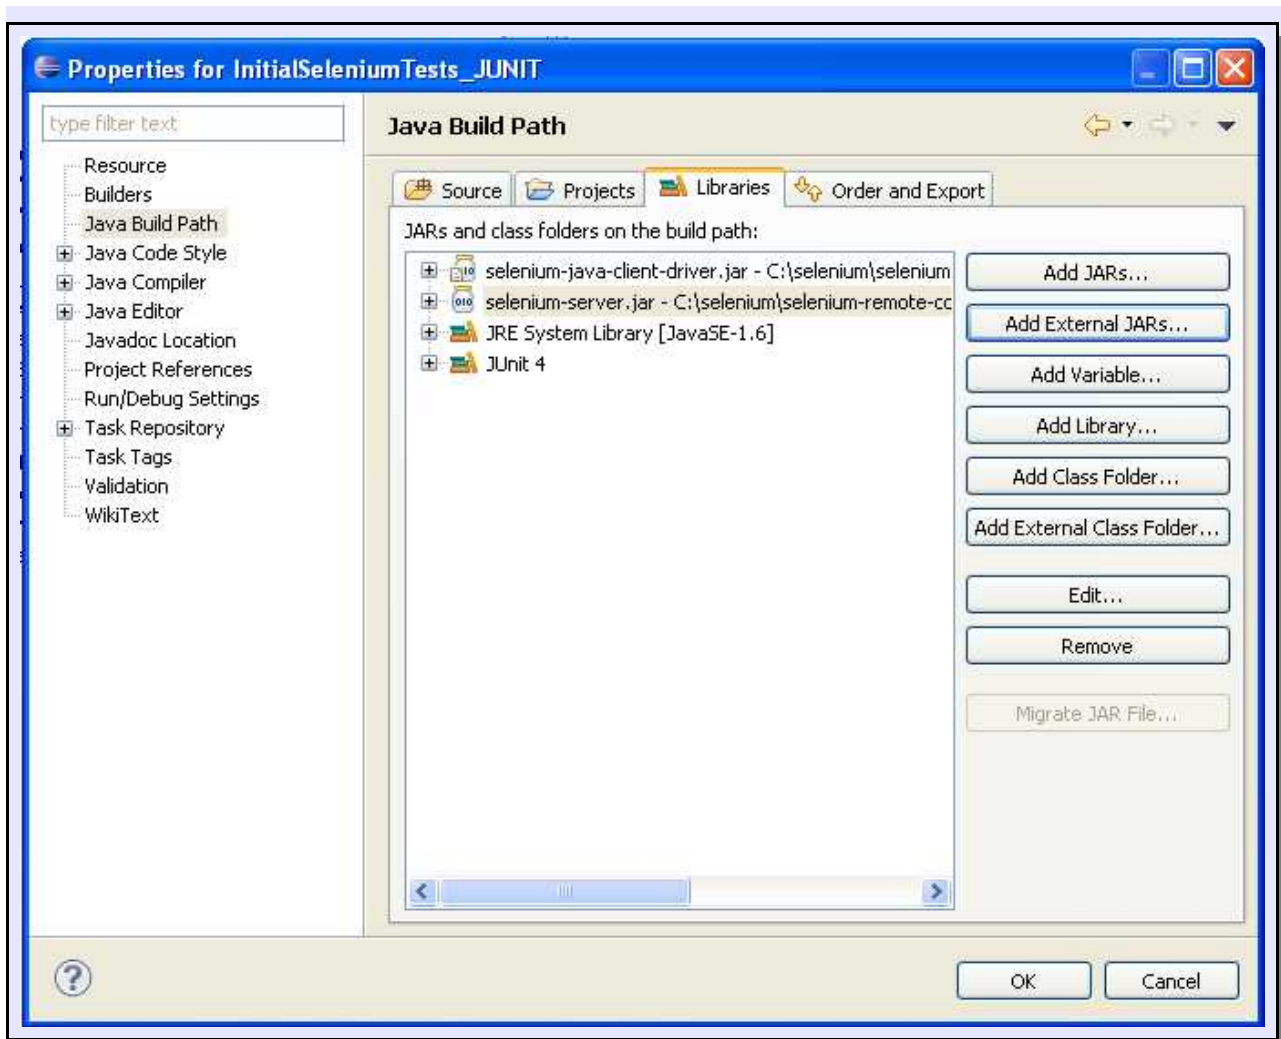 Properties for InitialSeleniumTests_JUNIT
type filter text
Resource
Builders
Java Build Path
Java Code Style
Java Compiler
Java Editor
Javadoc Location
Project References
Run/Debug Settings
Task Repository
Task Tags
Validation
WikiText
Java Build Path
Source
Projects
Libraries
Order and Export
JARs and class folders on the build path:
selenium-java-client-driver.jar - C:\selenium\selenium
selenium-server.jar - C:\selenium\selenium-remote-cc
JRE System Library [JavaSE-1.6]
JUnit 4
Add JARs...
Add External JARs...
Add Variable...
Add Library...
Add Class Folder...
Add External Class Folder...
Edit...
Remove
Migrate JAR File...
?
OK
Cancel